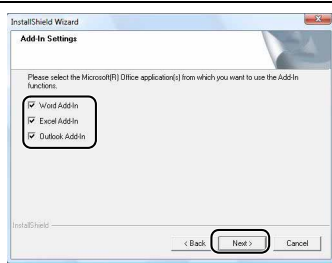 InstallShield Wizard
Add-In Settings
Please select the Microsoft(R) Office application(s) from which you want to use the Add-In
functions.
Word Add-In
Excel Add-In
Outlook Add-In
InstallShield
< Back
Next >
Cancel